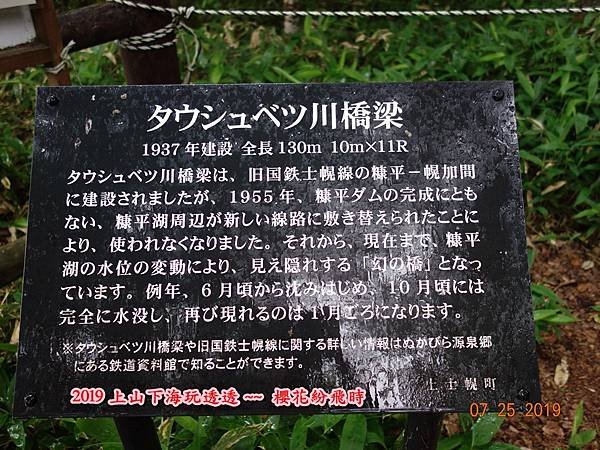 タウシュベツ川橋梁
1937年建設 全長130m 10m×11R
タウシュベツ川橋梁は、旧国鉄士幌線の糠平－幌加間
に建設されましたが、1955年、糠平ダムの完成にとも
ない、糠平湖周辺が新しい線路に敷き替えられたことに
より、使われなくなりました。それから、現在まで、糠平
湖の水位の変動により、見え隠れする「幻の橋」となっ
ています。例年、6月頃から沈みはじめ、10月頃には
完全に水没し、再び現れるのは1月ころになります。
※タウシュベツ川橋梁や旧国鉄士幌線に関する詳しい情報はぬかびら源泉郷
にある鉄道資料館で知ることができます。
上士幌町
2019 上山下海玩透透 ~~ 櫻花紛飛時
07 25 2019